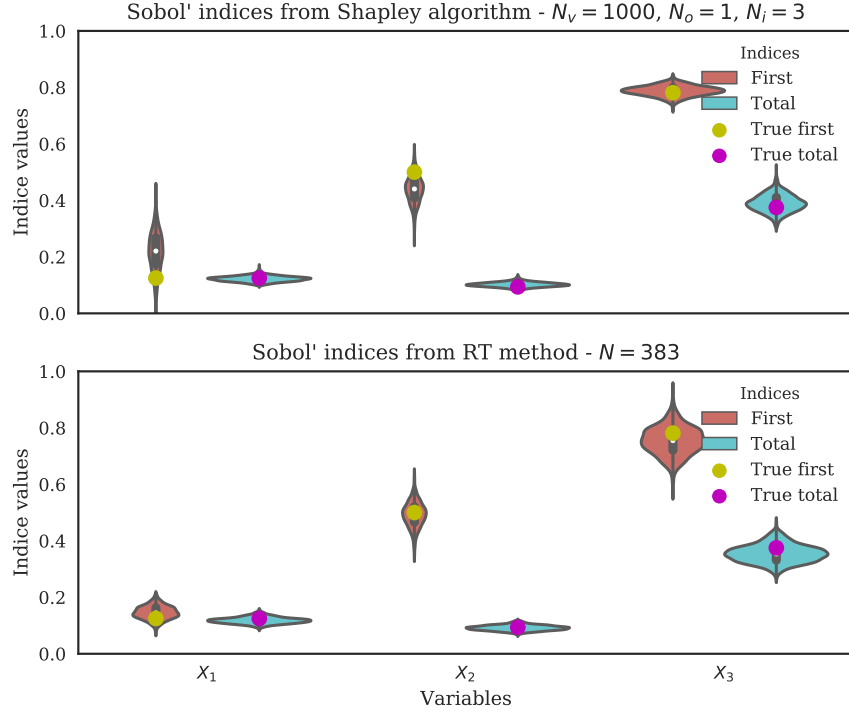 Sobol' indices from Shapley algorithm - $N_v = 1000$, $N_o = 1$, $N_i = 3$
1.0
0.8
0.6
0.4
0.2
0.0
Indice values
Indices
First
Total
True first
True total
Sobol' indices from RT method - $N = 383$
1.0
0.8
0.6
0.4
0.2
0.0
Indice values
Indices
First
Total
True first
True total
$X_1$
$X_2$
$X_3$
Variables